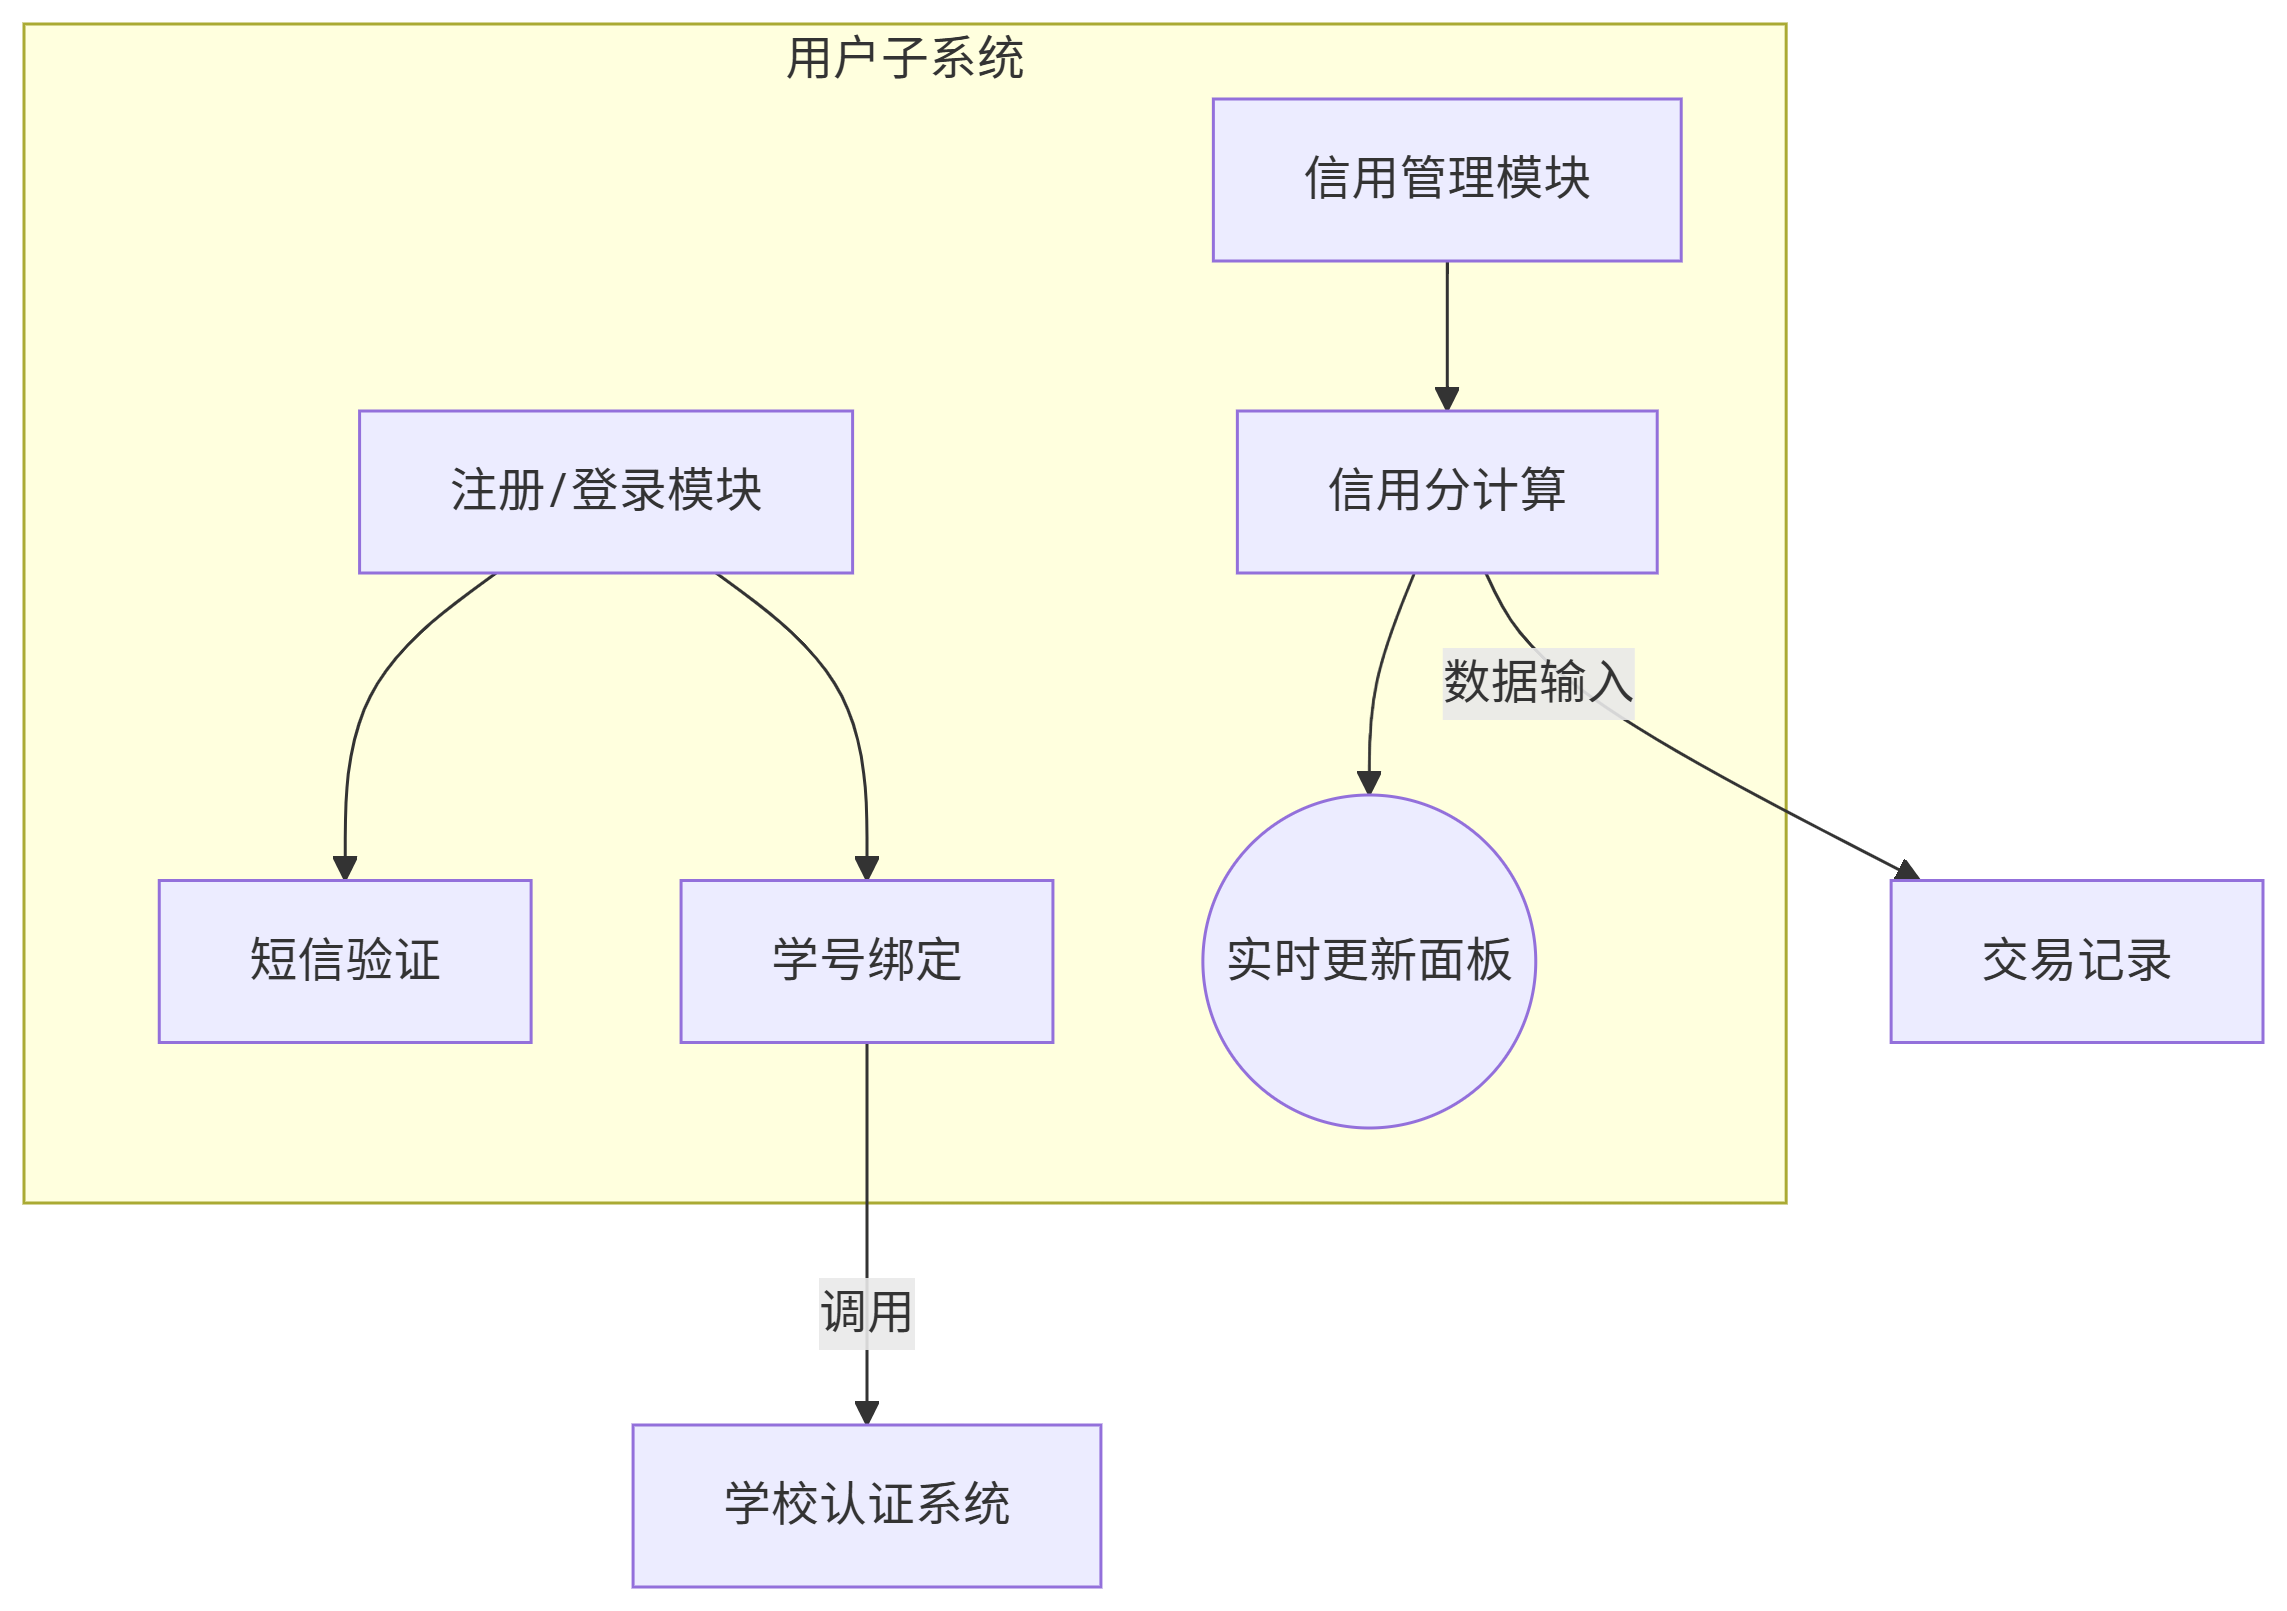 用户子系统
信用管理模块
注册/登录模块
信用分计算
数据输入
短信验证
学号绑定
实时更新面板
交易记录
调用
学校认证系统